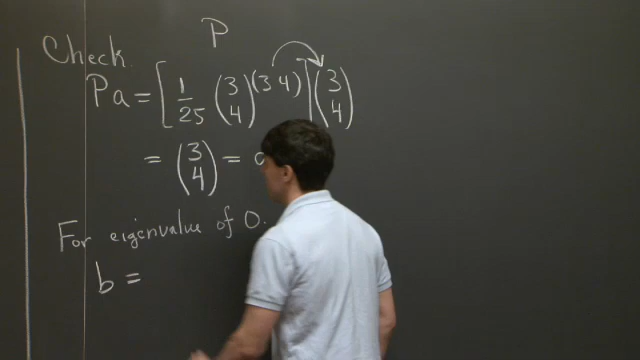 P
Check.
Pa = [ 1/25 (3 4) (3 4) ] (3 4)
= (3 4) =
For eigenvalue of 0.
b =